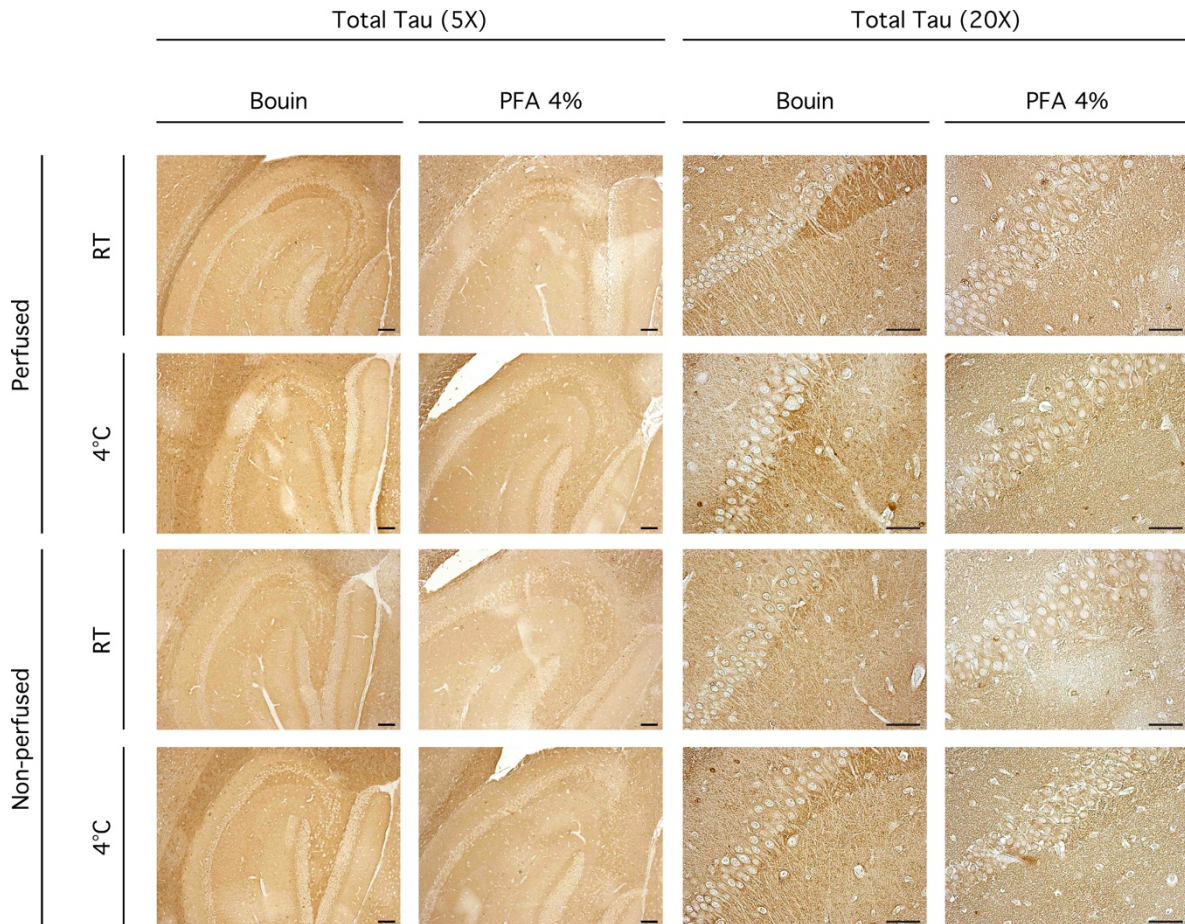 Total Tau (5X)
Total Tau (20X)
Bouin
PFA 4%
Bouin
PFA 4%
Perfused
RT
4°C
Non-perfused
RT
4°C